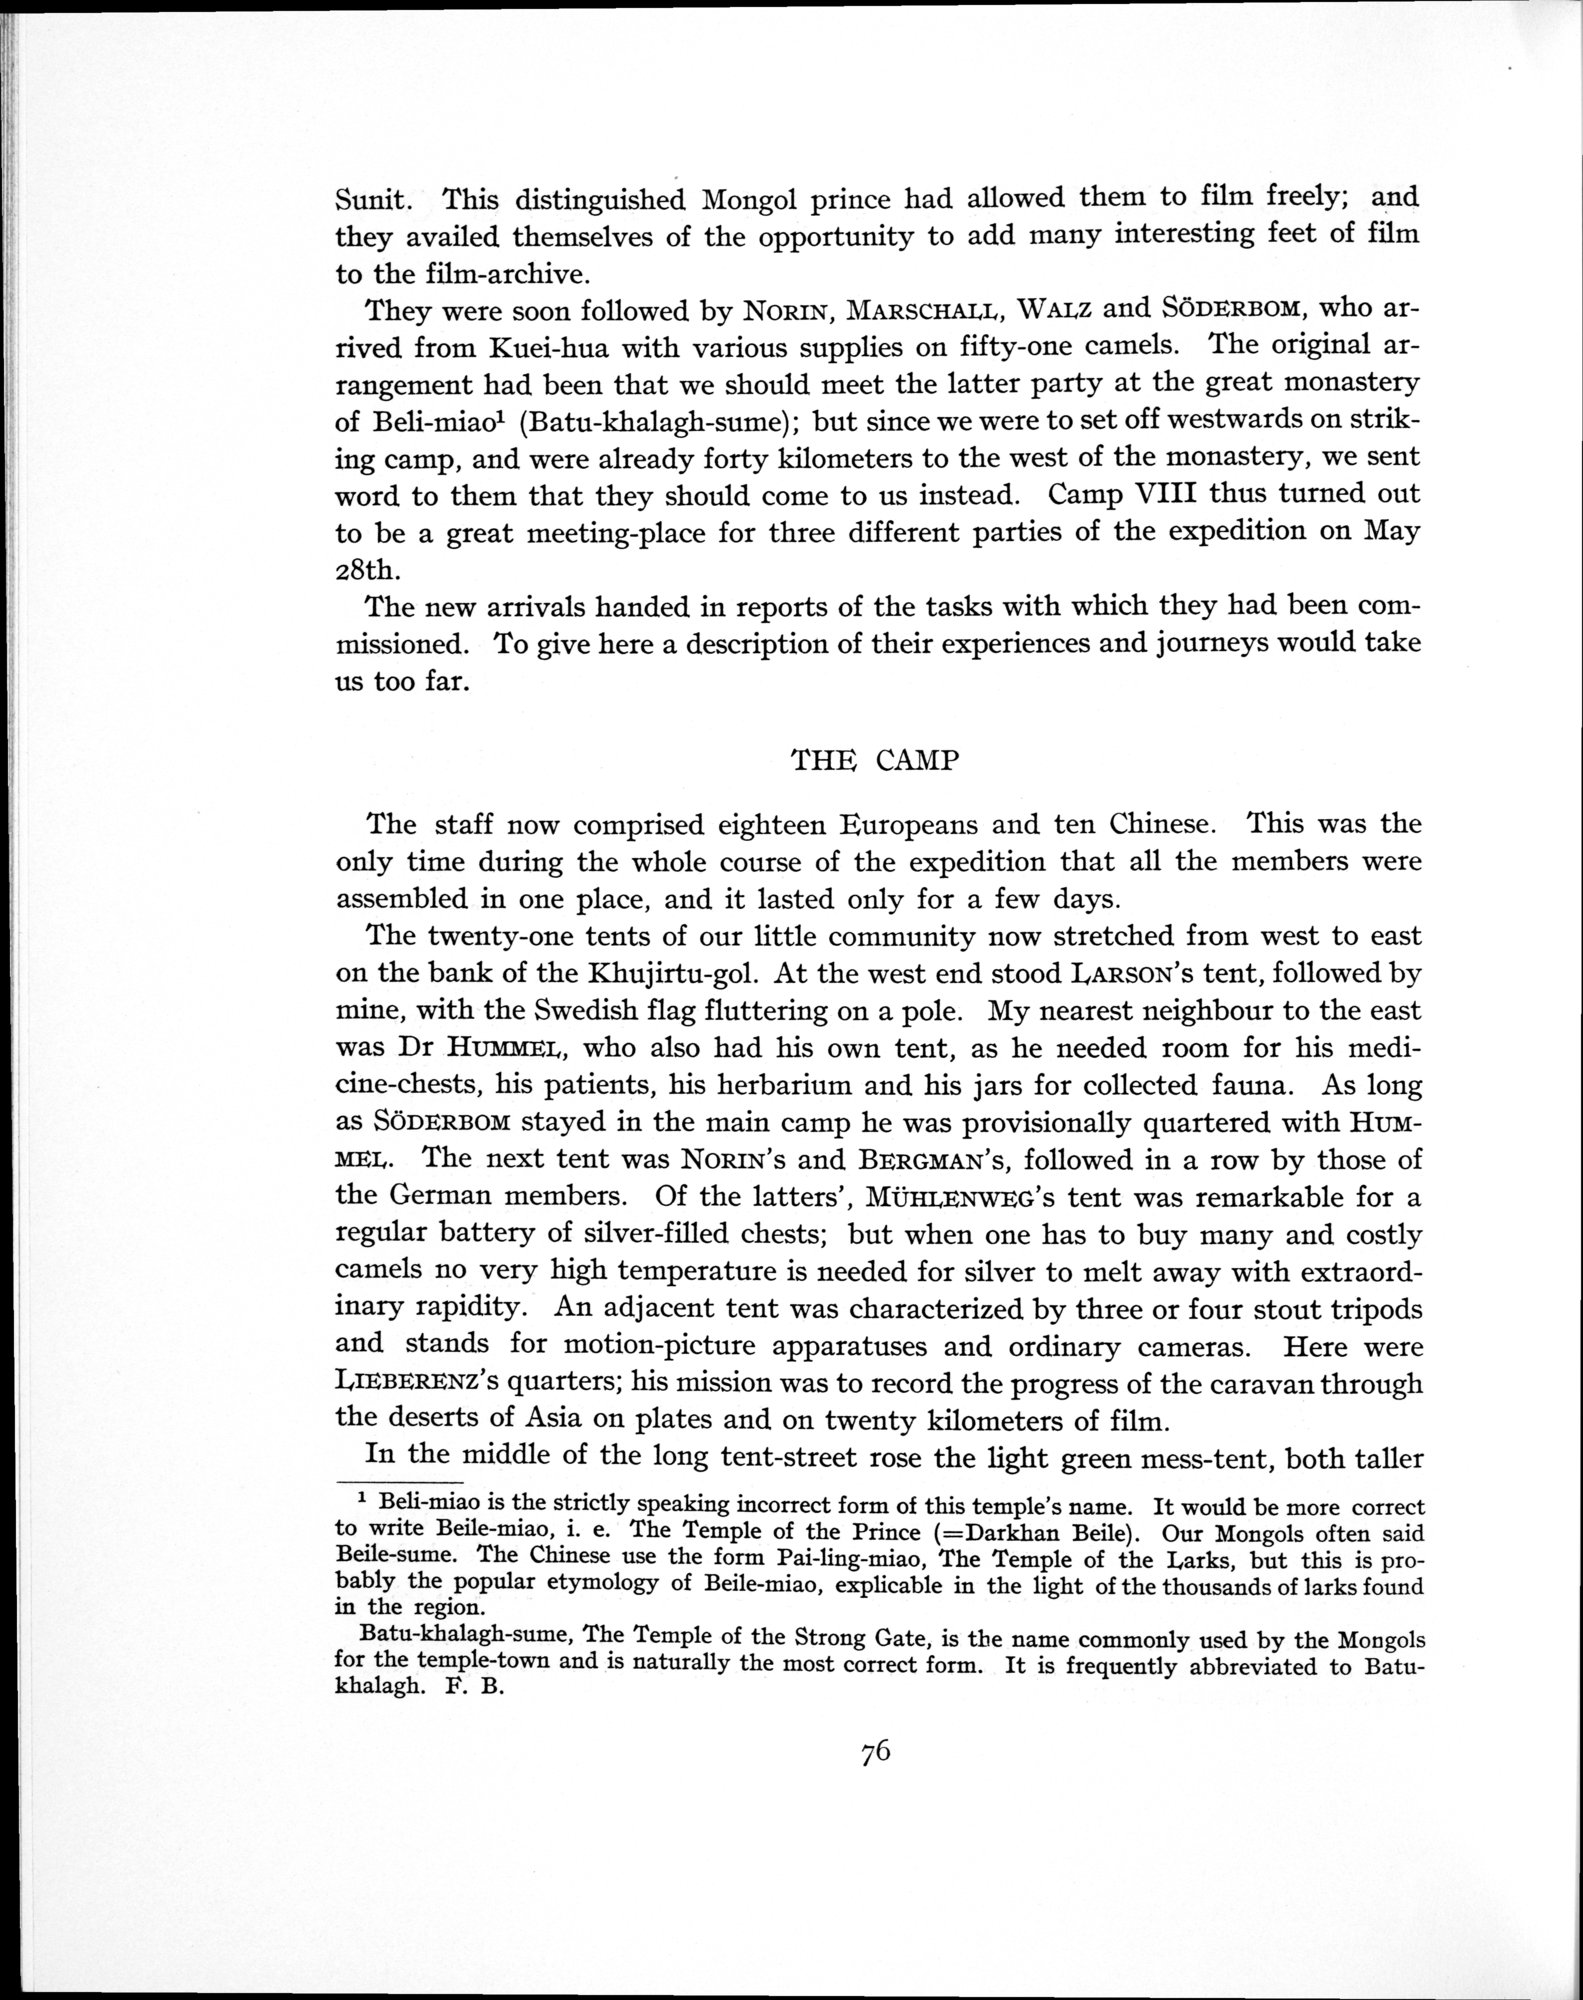 Sunit. This distinguished Mongol prince had allowed them to film freely; and
they availed themselves of the opportunity to add many interesting feet of film
to the film-archive.
They were soon followed by NORIN, MARSCHALL, WALZ and SÖDERBOM, who ar-
rived from Kuei-hua with various supplies on fifty-one camels. The original ar-
rangement had been that we should meet the latter party at the great monastery
of Beli-miao¹ (Batu-khalagh-sume); but since we were to set off westwards on strik-
ing camp, and were already forty kilometers to the west of the monastery, we sent
word to them that they should come to us instead. Camp VIII thus turned out
to be a great meeting-place for three different parties of the expedition on May
28th.
The new arrivals handed in reports of the tasks with which they had been com-
missioned. To give here a description of their experiences and journeys would take
us too far.
THE CAMP
The staff now comprised eighteen Europeans and ten Chinese. This was the
only time during the whole course of the expedition that all the members were
assembled in one place, and it lasted only for a few days.
The twenty-one tents of our little community now stretched from west to east
on the bank of the Khujirtu-gol. At the west end stood LARSON's tent, followed by
mine, with the Swedish flag fluttering on a pole. My nearest neighbour to the east
was Dr HUMMEL, who also had his own tent, as he needed room for his medi-
cine-chests, his patients, his herbarium and his jars for collected fauna. As long
as SÖDERBOM stayed in the main camp he was provisionally quartered with HUM-
MEL. The next tent was NORIN's and BERGMAN's, followed in a row by those of
the German members. Of the latters', MÜHLENWEG's tent was remarkable for a
regular battery of silver-filled chests; but when one has to buy many and costly
camels no very high temperature is needed for silver to melt away with extraord-
inary rapidity. An adjacent tent was characterized by three or four stout tripods
and stands for motion-picture apparatuses and ordinary cameras. Here were
LIEBERENZ's quarters; his mission was to record the progress of the caravan through
the deserts of Asia on plates and on twenty kilometers of film.
In the middle of the long tent-street rose the light green mess-tent, both taller
¹ Beli-miao is the strictly speaking incorrect form of this temple's name. It would be more correct
to write Beile-miao, i. e. The Temple of the Prince (=Darkhan Beile). Our Mongols often said
Beile-sume. The Chinese use the form Pai-ling-miao, The Temple of the Larks, but this is pro-
bably the popular etymology of Beile-miao, explicable in the light of the thousands of larks found
in the region.
Batu-khalagh-sume, The Temple of the Strong Gate, is the name commonly used by the Mongols
for the temple-town and is naturally the most correct form. It is frequently abbreviated to Batu-
khalagh. F. B.
76